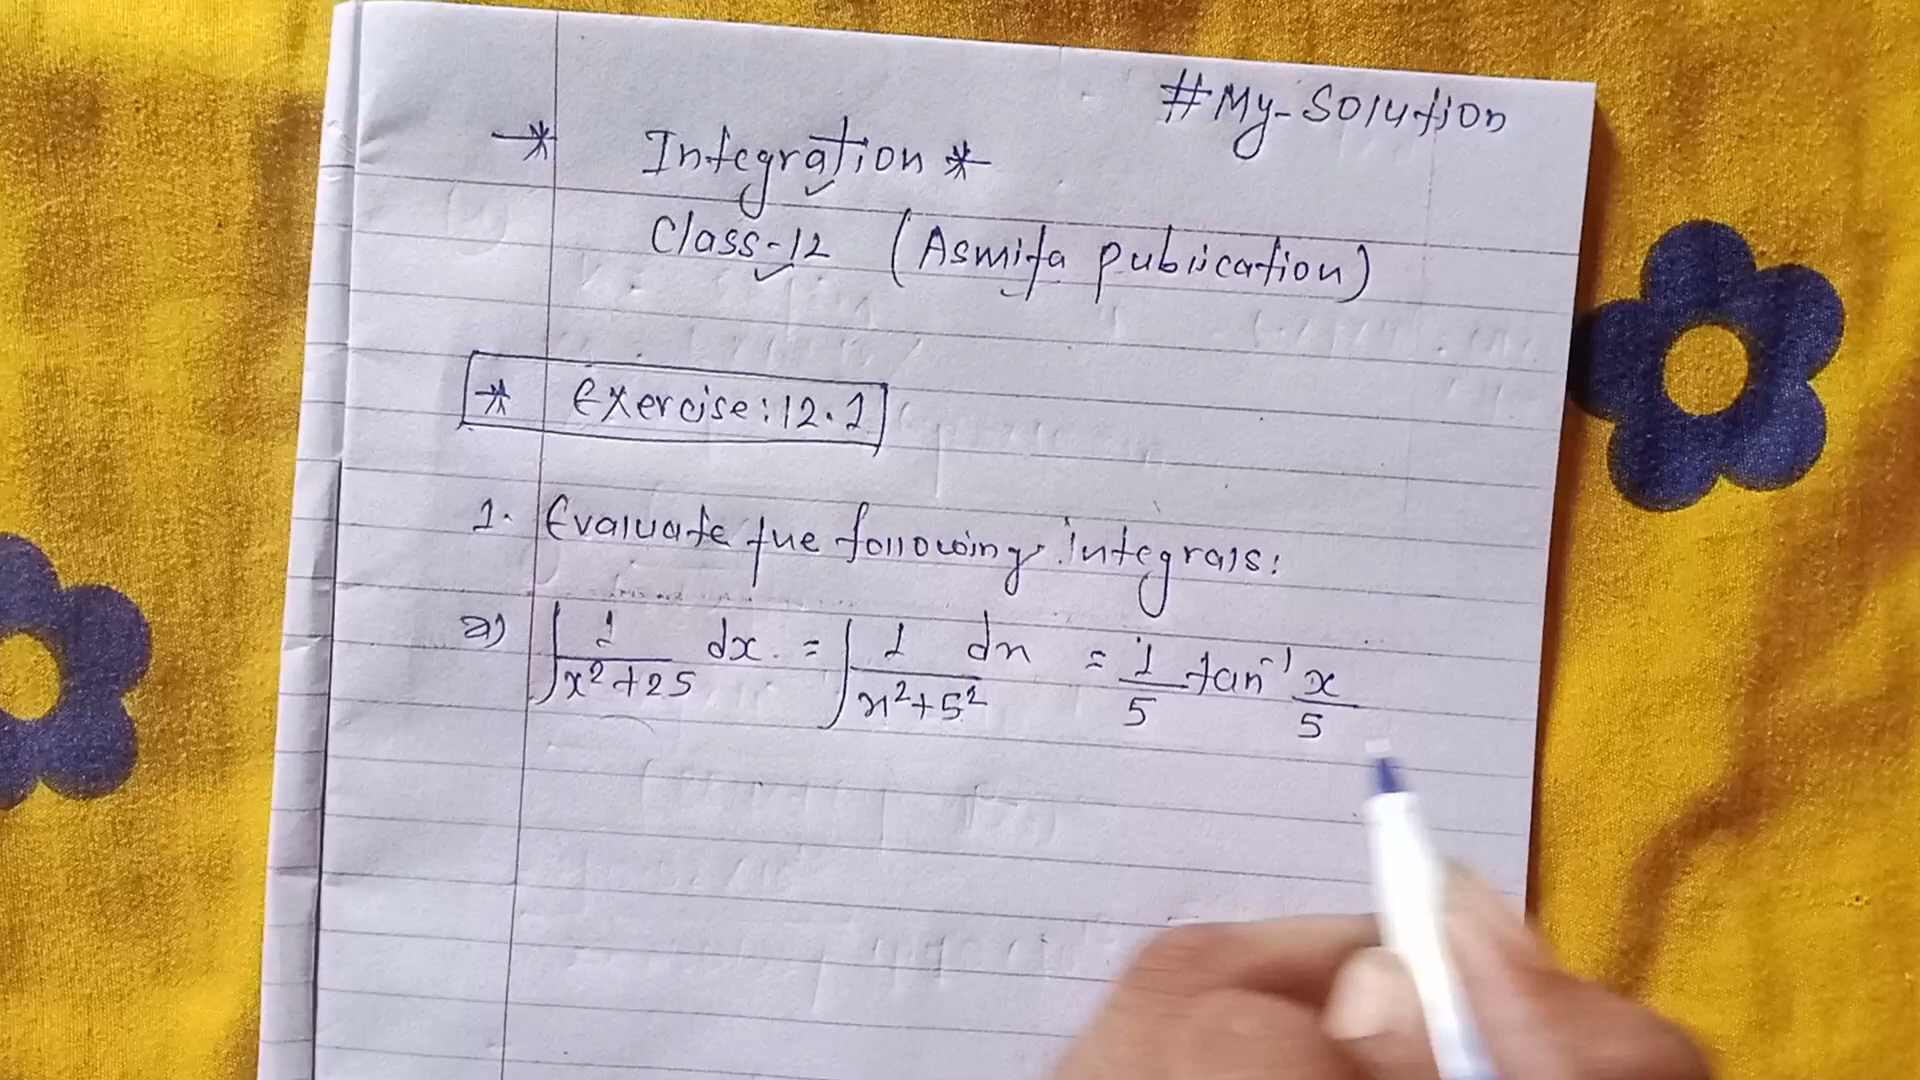 #My-Solution
* Integration *
Class-12 (Asmita publication)
* Exercise:12.1
1. Evaluate the following integrals:
a) ∫ 1/(x²+25) dx = ∫ 1/(x²+5²) dx = 1/5 tan⁻¹ x/5